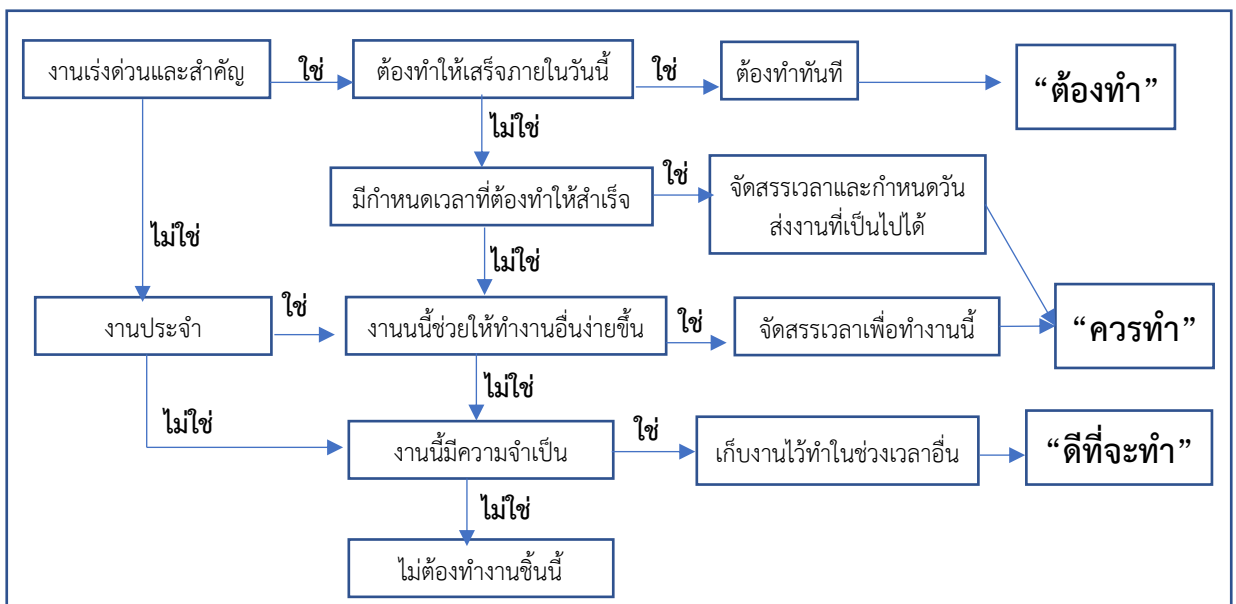 งานเร่งด่วนและสำคัญ
ใช่
ต้องทำให้เสร็จภายในวันนี้
ใช่
ต้องทำทันที
“ต้องทำ”
ไม่ใช่
มีกำหนดเวลาที่ต้องทำให้สำเร็จ
ใช่
จัดสรรเวลาและกำหนดวัน
ส่งงานที่เป็นไปได้
ไม่ใช่
ไม่ใช่
งานประจำ
ใช่
งานนนี้ช่วยให้ทำงานอื่นง่ายขึ้น
ใช่
จัดสรรเวลาเพื่อทำงานนี้
“ควรทำ”
ไม่ใช่
ไม่ใช่
งานนี้มีความจำเป็น
ใช่
เก็บงานไว้ทำในช่วงเวลาอื่น
“ดีที่จะทำ”
ไม่ใช่
ไม่ต้องทำงานชิ้นนี้